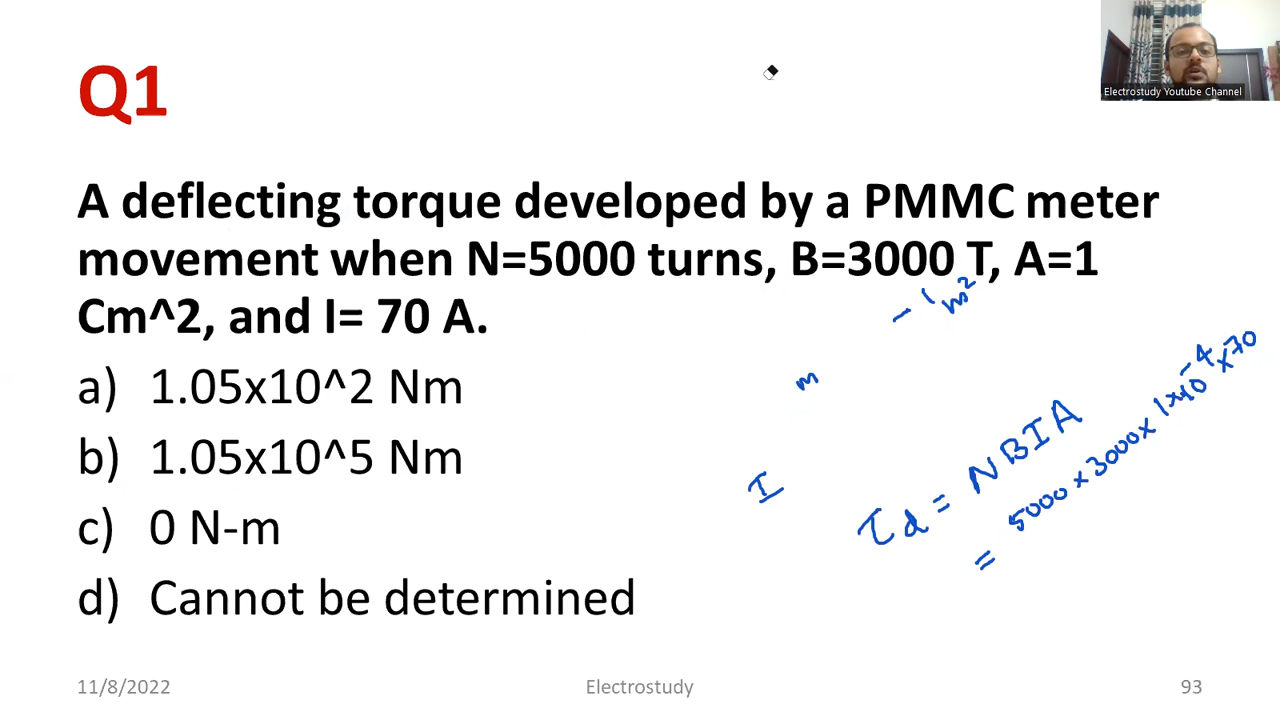 Electrostudy Youtube Channel
Q1
A deflecting torque developed by a PMMC meter
movement when N=5000 turns, B=3000 T, A=1
Cm^2, and I= 70 A.
- 1 m²
a) 1.05x10^2 Nm
m
b) 1.05x10^5 Nm
I
c) 0 N-m
τd = NBIA
= 5000 x 3000 x 1x10⁻⁴ x 70
d) Cannot be determined
11/8/2022
Electrostudy
93